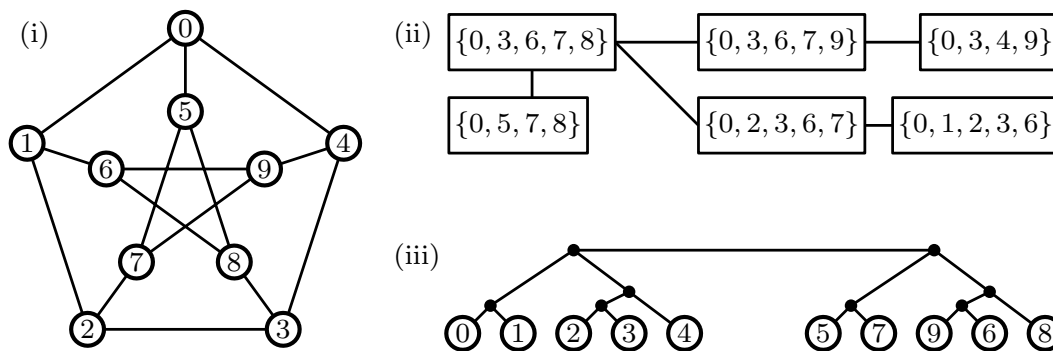 (i)
0
5
1
6
9
4
7
8
2
3
(ii)
{0, 3, 6, 7, 8}
{0, 3, 6, 7, 9}
{0, 3, 4, 9}
{0, 5, 7, 8}
{0, 2, 3, 6, 7}
{0, 1, 2, 3, 6}
(iii)
0 1 2 3 4 5 7 9 6 8